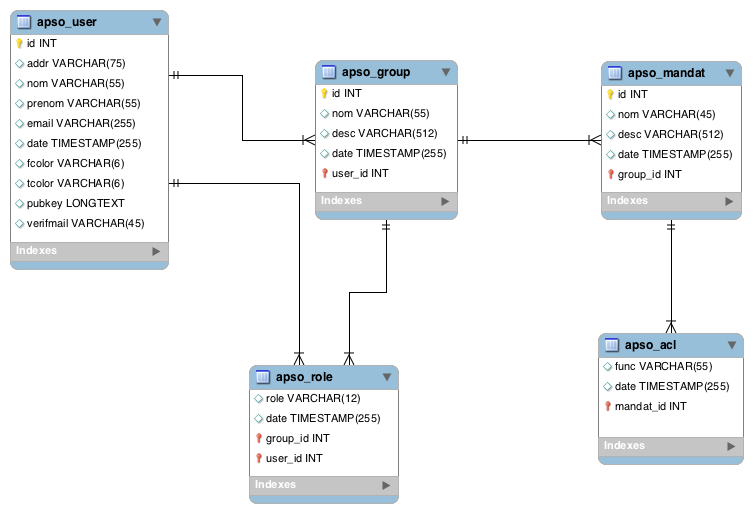 apso_user
id INT
addr VARCHAR(75)
nom VARCHAR(55)
prenom VARCHAR(55)
email VARCHAR(255)
date TIMESTAMP(255)
fcolor VARCHAR(6)
tcolor VARCHAR(6)
pubkey LONGTEXT
verifmail VARCHAR(45)
Indexes
apso_group
id INT
nom VARCHAR(55)
desc VARCHAR(512)
date TIMESTAMP(255)
user_id INT
Indexes
apso_mandat
id INT
nom VARCHAR(45)
desc VARCHAR(512)
date TIMESTAMP(255)
group_id INT
Indexes
apso_role
role VARCHAR(12)
date TIMESTAMP(255)
group_id INT
user_id INT
Indexes
apso_acl
func VARCHAR(55)
date TIMESTAMP(255)
mandat_id INT
Indexes